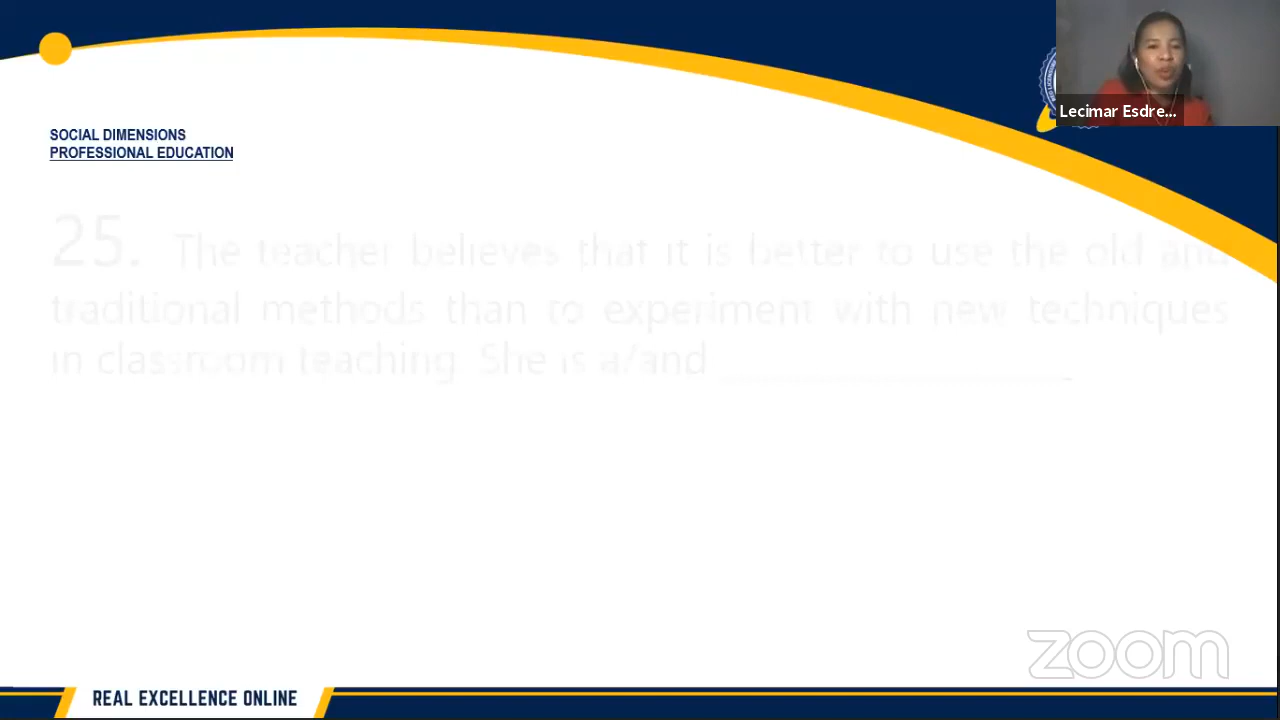 Lecimar Esdre...
SOCIAL DIMENSIONS
PROFESSIONAL EDUCATION
25. The teacher believes that it is better to use the old and
traditional methods than to experiment with new techniques
in classroom teaching. She is a/and ____________________
zoom
REAL EXCELLENCE ONLINE